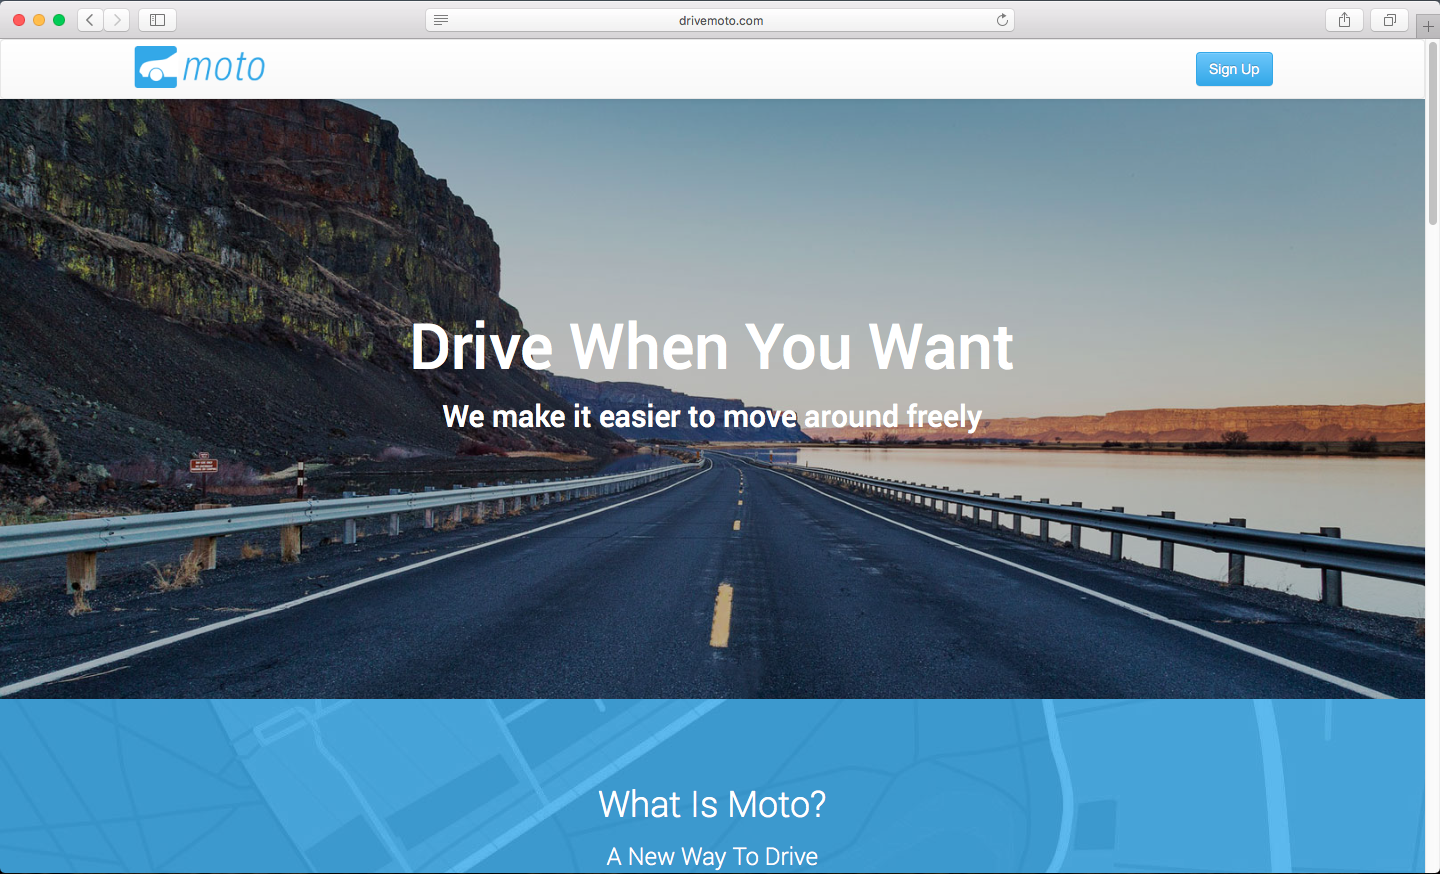 drivemoto.com
moto
Sign Up
Drive When You Want
We make it easier to move around freely
What Is Moto?
A New Way To Drive